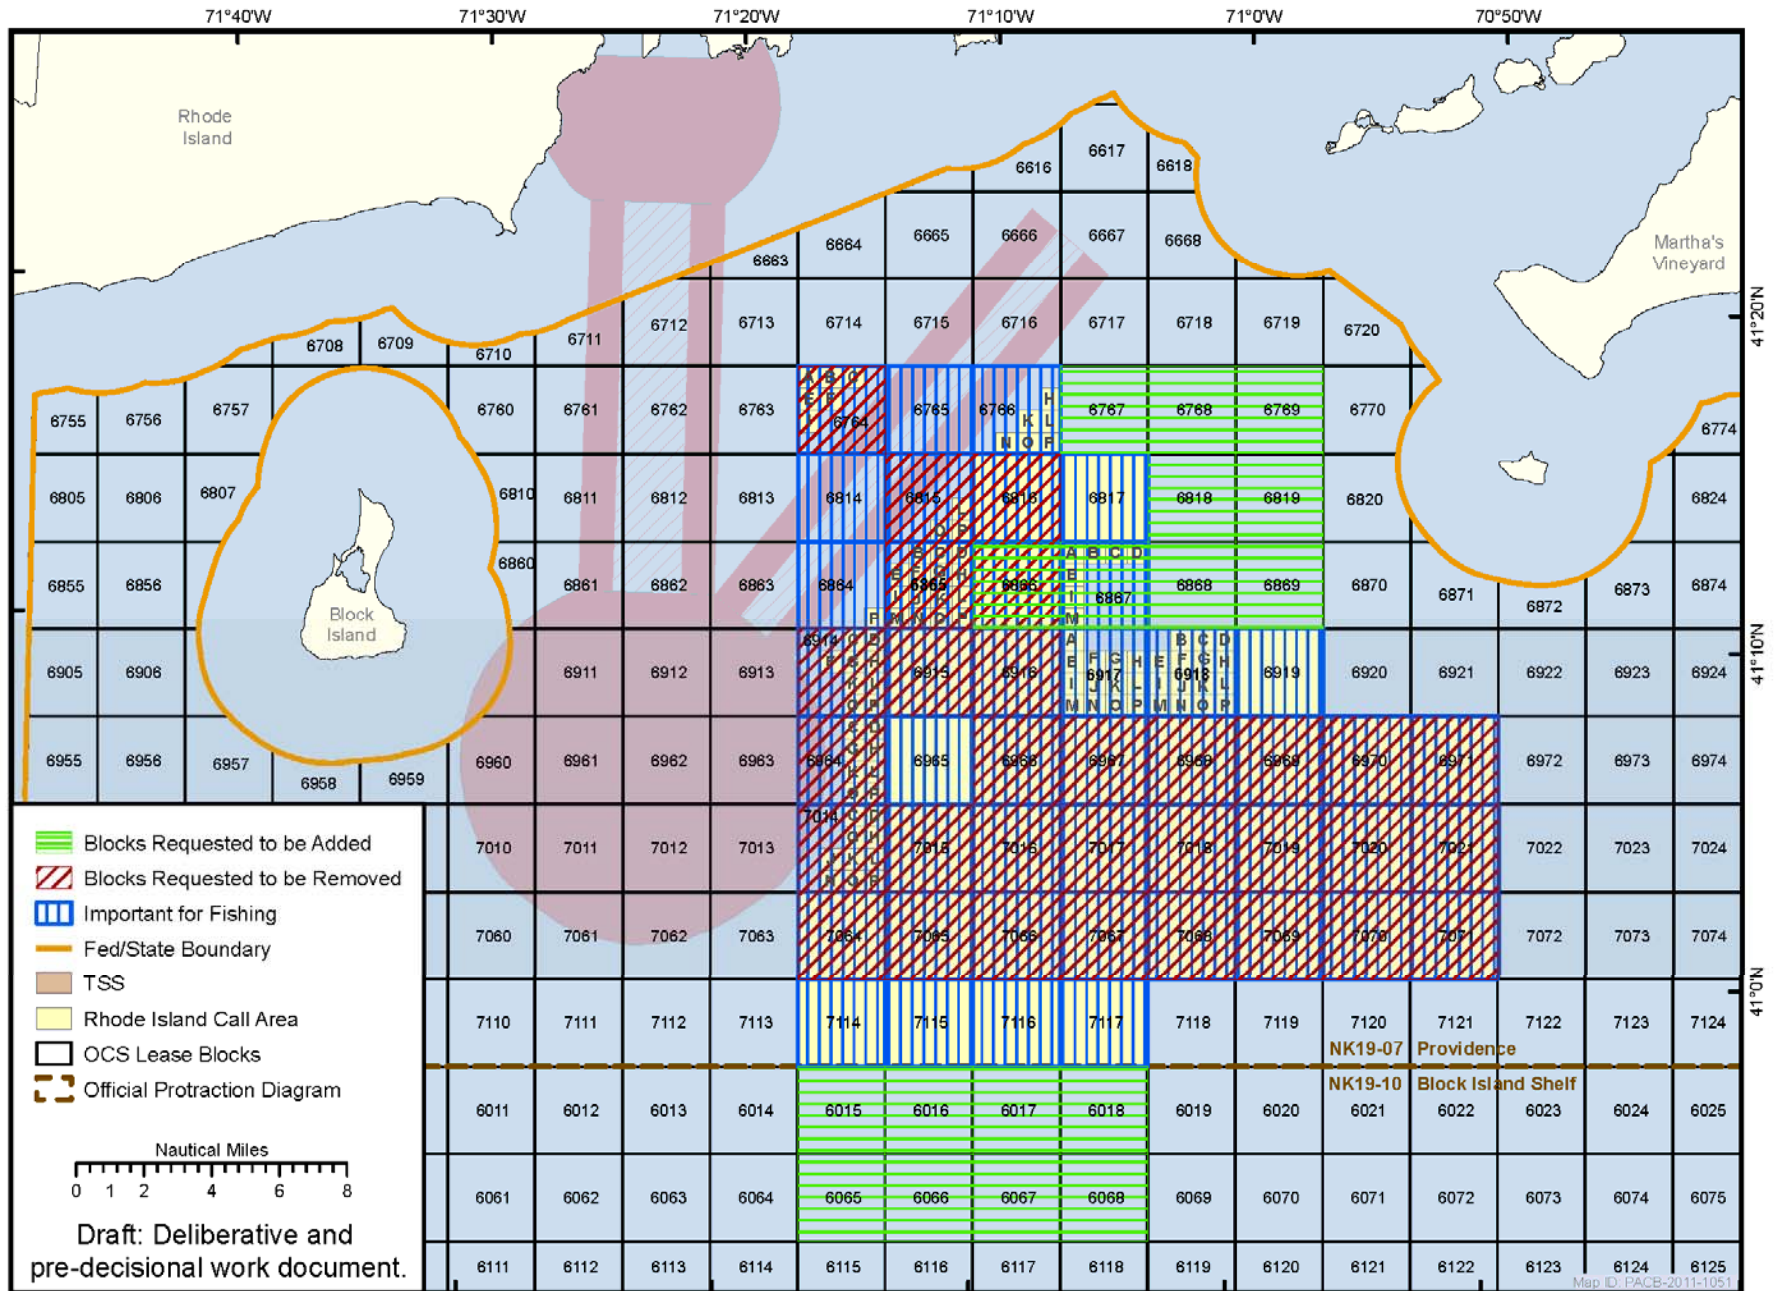 71°40'W 71°30'W 71°20'W 71°10'W 71°0'W 70°50'W
Rhode
Island
6616 6617 6618
Martha's
Vineyard
6663 6664 6665 6666 6667 6668
41°20'N
6708 6709 6710 6711 6712 6713 6714 6715 6716 6717 6718 6719 6720
A B C
E F H
K L
N O P
6755 6756 6757 6760 6761 6762 6763 6764 6765 6766 6767 6768 6769 6770 6774
6805 6806 6807 6810 6811 6812 6813 6814 6815 6816 6817 6818 6819 6820 6824
L
O P
B C D A B C D
E F G H E
I J K L I
P M N O P M
6855 6856 6860 6861 6862 6863 6864 6865 6866 6867 6868 6869 6870 6871 6872 6873 6874
Block
Island
41°10'N
C D A B C D
F G H E F G H E F G H
K L I J K L I J K L
O P M N O P M N O P
6905 6906 6911 6912 6913 6914 6915 6916 6917 6918 6919 6920 6921 6922 6923 6924
C D
G H
K L
O P
6955 6956 6957 6958 6959 6960 6961 6962 6963 6964 6965 6966 6967 6968 6969 6970 6971 6972 6973 6974
C D
G H
J K L
N O P
7010 7011 7012 7013 7014 7015 7016 7017 7018 7019 7020 7021 7022 7023 7024
7060 7061 7062 7063 7064 7065 7066 7067 7068 7069 7070 7071 7072 7073 7074
41°0'N
7110 7111 7112 7113 7114 7115 7116 7117 7118 7119 7120 7121 7122 7123 7124
NK19-07 Providence
NK19-10 Block Island Shelf
6011 6012 6013 6014 6015 6016 6017 6018 6019 6020 6021 6022 6023 6024 6025
6061 6062 6063 6064 6065 6066 6067 6068 6069 6070 6071 6072 6073 6074 6075
6111 6112 6113 6114 6115 6116 6117 6118 6119 6120 6121 6122 6123 6124 6125
Blocks Requested to be Added
Blocks Requested to be Removed
Important for Fishing
Fed/State Boundary
TSS
Rhode Island Call Area
OCS Lease Blocks
Official Protraction Diagram
Nautical Miles
0 1 2 4 6 8
Draft: Deliberative and
pre-decisional work document.
Map ID: PACB-2011-1051